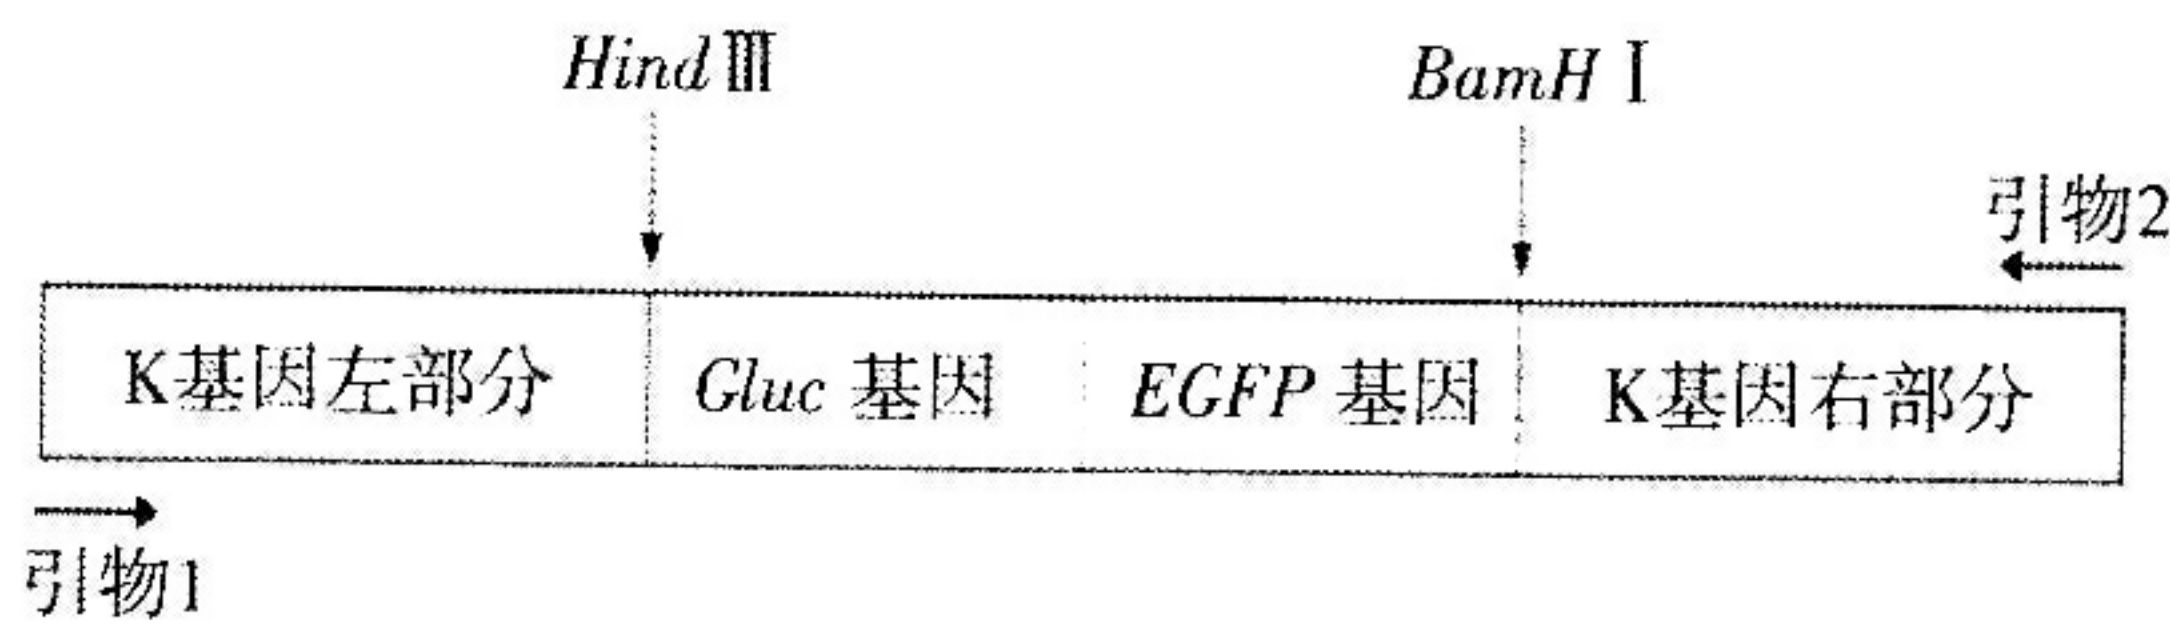 HindⅢ
BamHⅠ
引物2
K基因左部分
Gluc 基因
EGFP 基因
K基因右部分
引物1